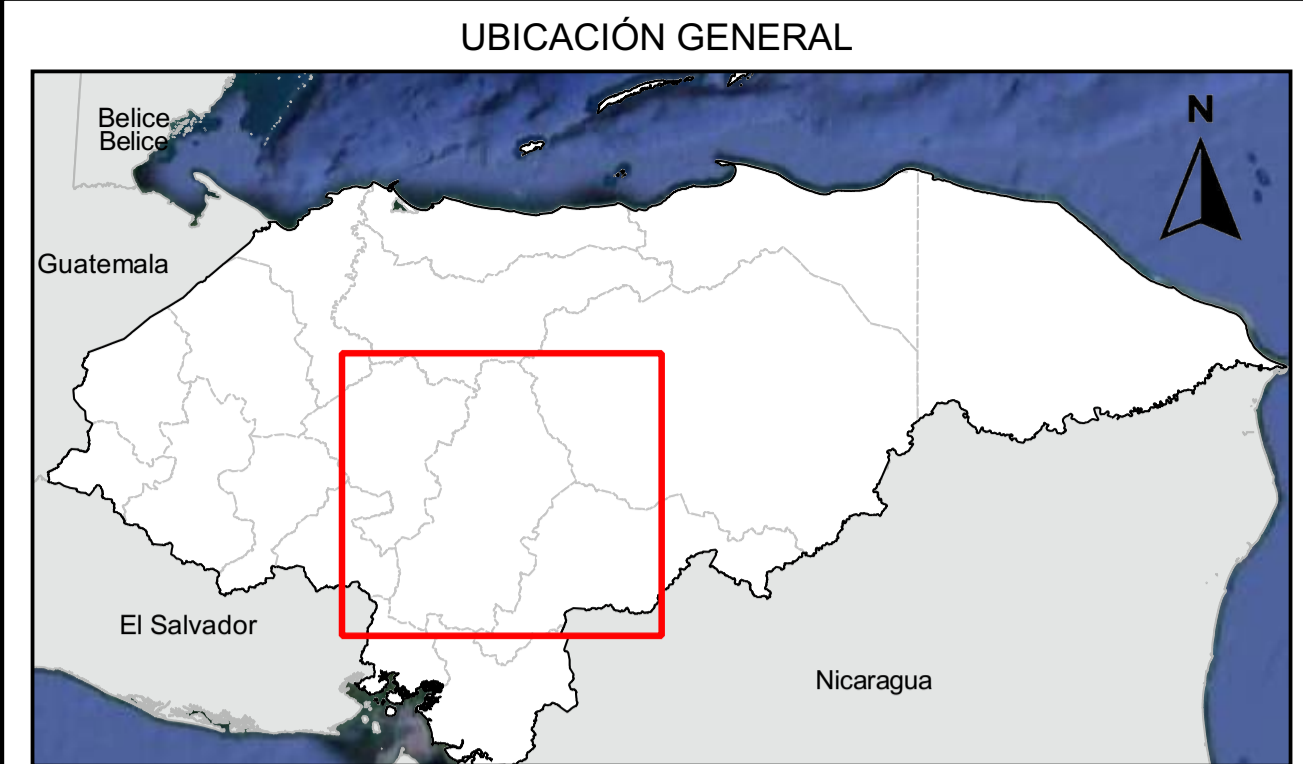 UBICACIÓN GENERAL
Belice
Belice
N
Guatemala
El Salvador
Nicaragua